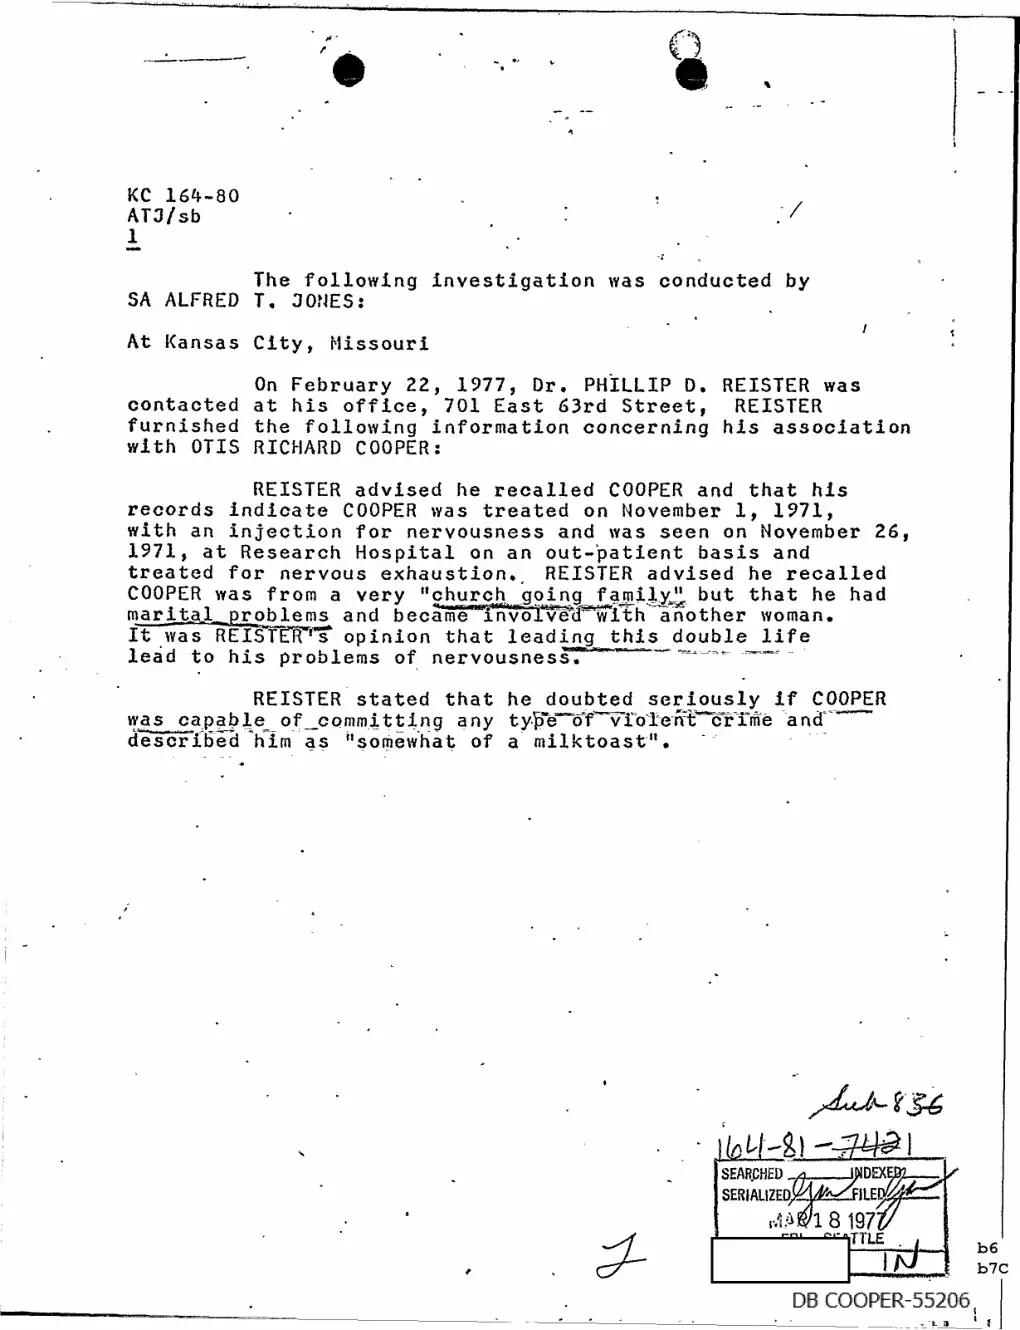 KC 164-80
ATJ/sb
1
The following investigation was conducted by
SA ALFRED T. JONES:
At Kansas City, Missouri
On February 22, 1977, Dr. PHILLIP D. REISTER was
contacted at his office, 701 East 63rd Street, REISTER
furnished the following information concerning his association
with OTIS RICHARD COOPER:
REISTER advised he recalled COOPER and that his
records indicate COOPER was treated on November 1, 1971,
with an injection for nervousness and was seen on November 26,
1971, at Research Hospital on an out-patient basis and
treated for nervous exhaustion. REISTER advised he recalled
COOPER was from a very "church going family" but that he had
marital problems and became involved with another woman.
It was REISTER's opinion that leading this double life
lead to his problems of nervousness.
REISTER stated that he doubted seriously if COOPER
was capable of committing any type of violent crime and
described him as "somewhat of a milktoast".
Sub 836
164-81-7421
SEARCHED INDEXED
SERIALIZED FILED
MAR 18 1977
FBI SEATTLE
IN
2
b6
b7C
DB COOPER-55206